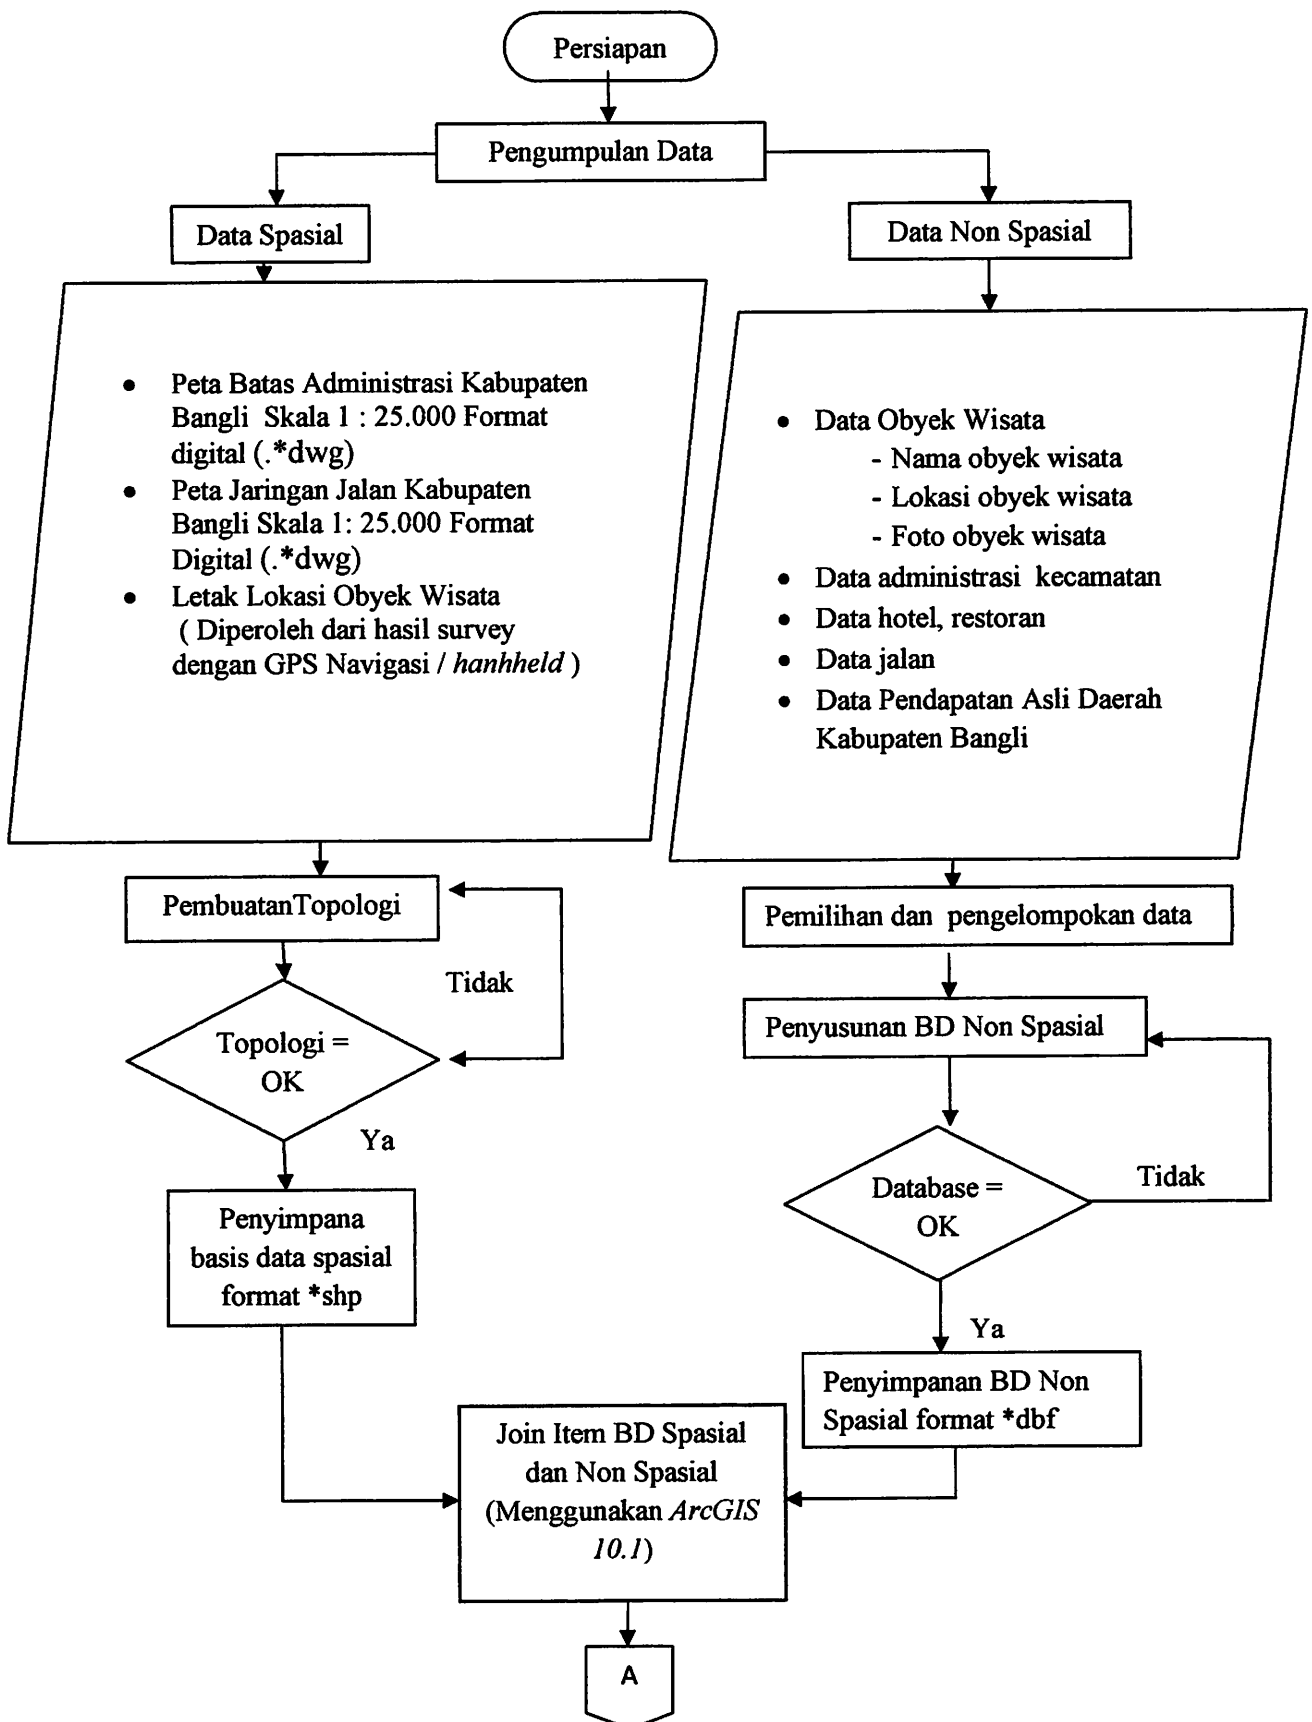 Persiapan
Pengumpulan Data
Data Spasial
Data Non Spasial
• Peta Batas Administrasi Kabupaten
Bangli Skala 1 : 25.000 Format
digital (.*dwg)
• Peta Jaringan Jalan Kabupaten
Bangli Skala 1: 25.000 Format
Digital (.*dwg)
• Letak Lokasi Obyek Wisata
( Diperoleh dari hasil survey
dengan GPS Navigasi / hanhheld )
• Data Obyek Wisata
- Nama obyek wisata
- Lokasi obyek wisata
- Foto obyek wisata
• Data administrasi kecamatan
• Data hotel, restoran
• Data jalan
• Data Pendapatan Asli Daerah
Kabupaten Bangli
PembuatanTopologi
Tidak
Topologi =
OK
Ya
Penyimpana
basis data spasial
format *shp
Pemilihan dan pengelompokan data
Penyusunan BD Non Spasial
Database =
OK
Tidak
Ya
Penyimpanan BD Non
Spasial format *dbf
Join Item BD Spasial
dan Non Spasial
(Menggunakan ArcGIS
10.1)
A